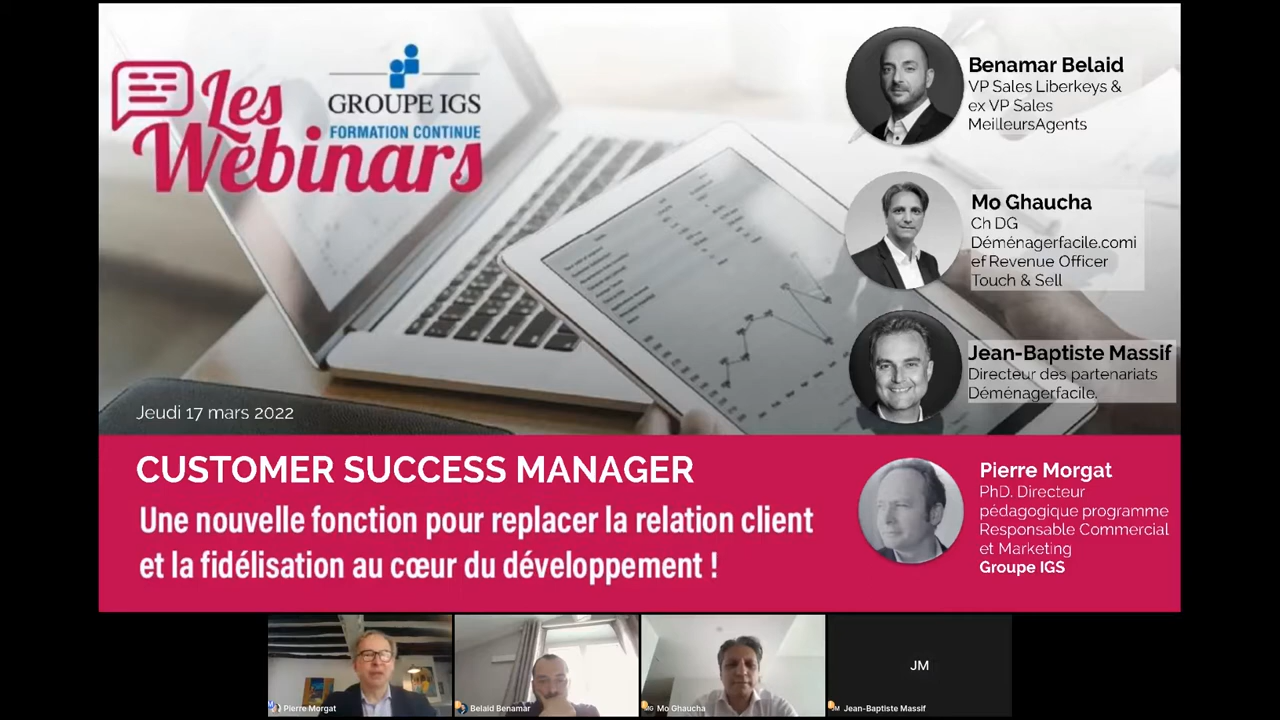 Les
Webinars
GROUPE IGS
FORMATION CONTINUE
Benamar Belaid
VP Sales Liberkeys &
ex VP Sales
MeilleursAgents
Mo Ghaucha
Ch DG
Déménagerfacile.comi
ef Revenue Officer
Touch & Sell
Jean-Baptiste Massif
Directeur des partenariats
Déménagerfacile.
Jeudi 17 mars 2022
CUSTOMER SUCCESS MANAGER
Une nouvelle fonction pour replacer la relation client
et la fidélisation au cœur du développement !
Pierre Morgat
PhD. Directeur
pédagogique programme
Responsable Commercial
et Marketing
Groupe IGS
Pierre Morgat
Belaid Benamar
MG Mo Ghaucha
JM
JM Jean-Baptiste Massif